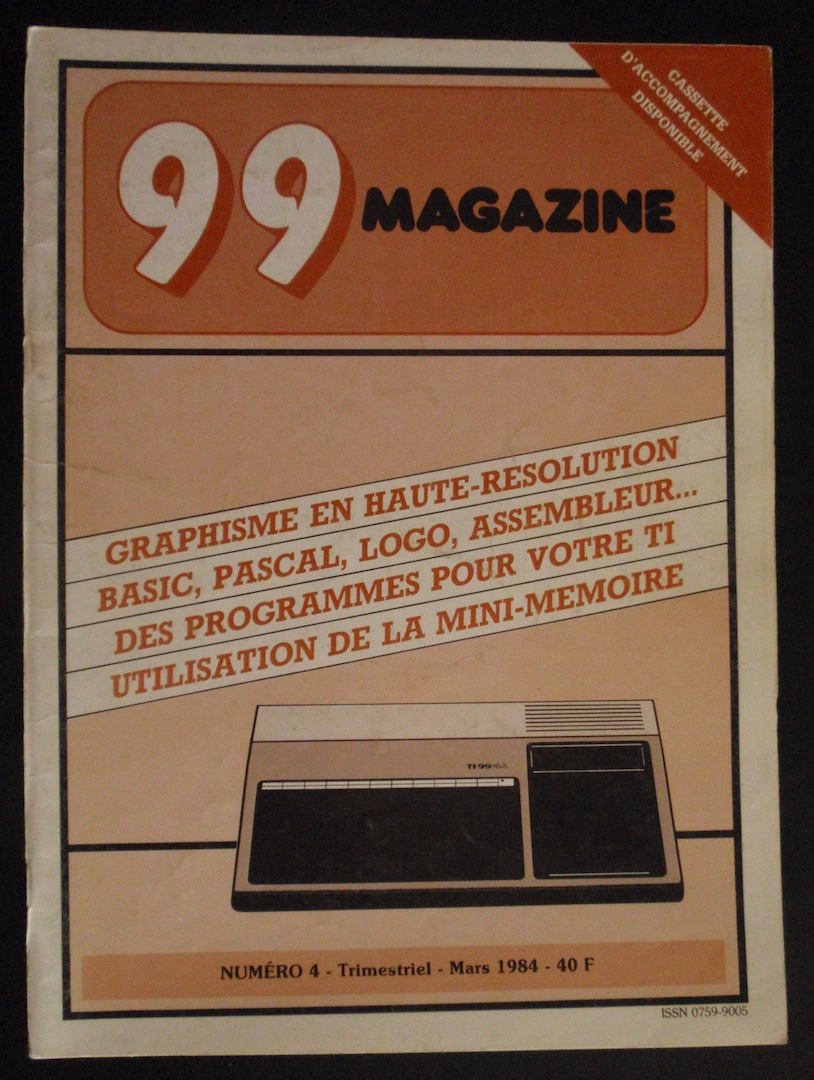 CASSETTE
D'ACCOMPAGNEMENT
DISPONIBLE
99 MAGAZINE
GRAPHISME EN HAUTE-RESOLUTION
BASIC, PASCAL, LOGO, ASSEMBLEUR...
DES PROGRAMMES POUR VOTRE TI
UTILISATION DE LA MINI-MEMOIRE
TI-99/4A
NUMÉRO 4 - Trimestriel - Mars 1984 - 40 F
ISSN 0759-9005